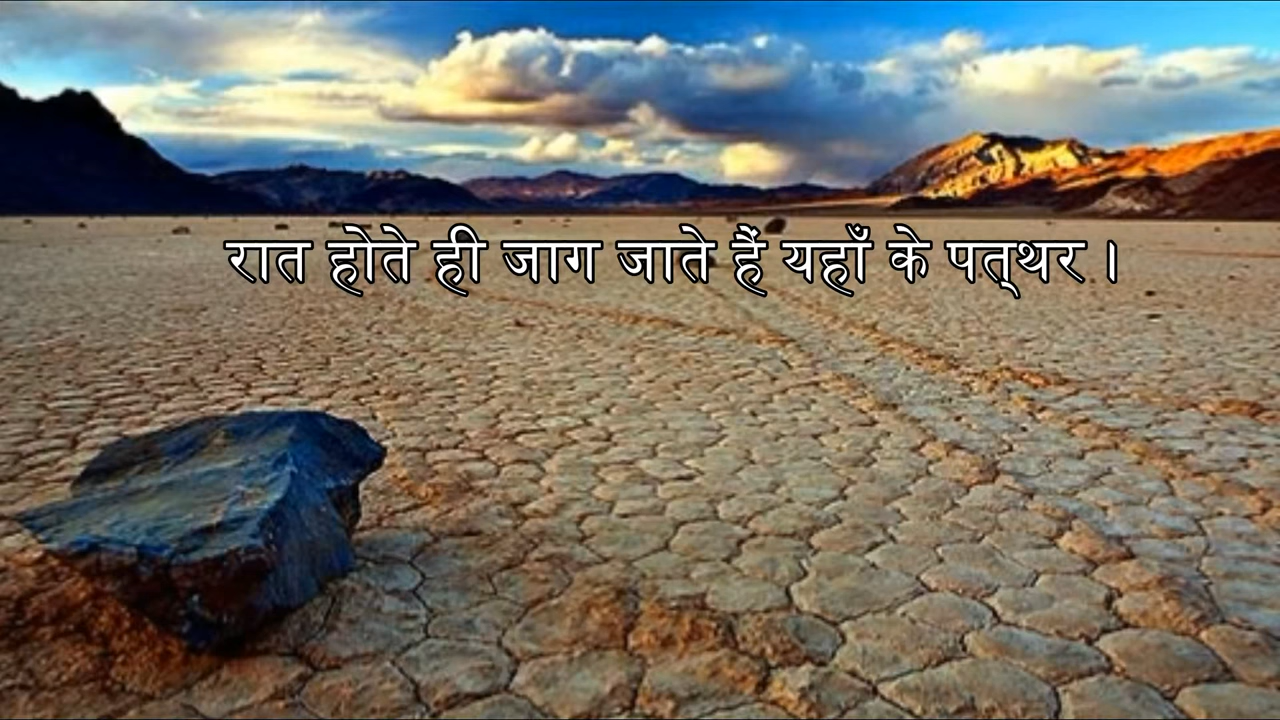 रात होते ही जाग जाते हैं यहाँ के पत्थर ।